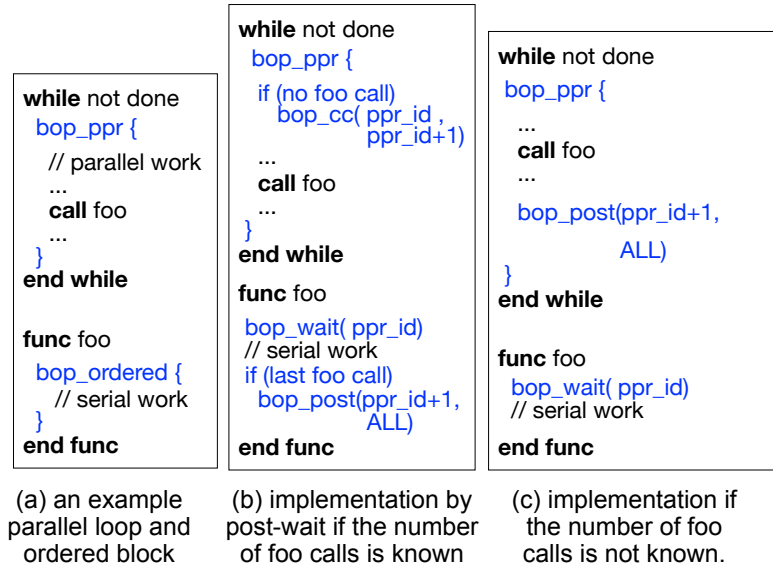 while not done
bop_ppr {
// parallel work
...
call foo
...
}
end while
func foo
bop_ordered {
// serial work
}
end func
(a) an example
parallel loop and
ordered block
while not done
bop_ppr {
if (no foo call)
bop_cc( ppr_id ,
ppr_id+1)
...
call foo
...
}
end while
func foo
bop_wait( ppr_id)
// serial work
if (last foo call)
bop_post(ppr_id+1,
ALL)
end func
(b) implementation by
post-wait if the number
of foo calls is known
while not done
bop_ppr {
...
call foo
...
bop_post(ppr_id+1,
ALL)
}
end while
func foo
bop_wait( ppr_id)
// serial work
end func
(c) implementation if
the number of foo
calls is not known.